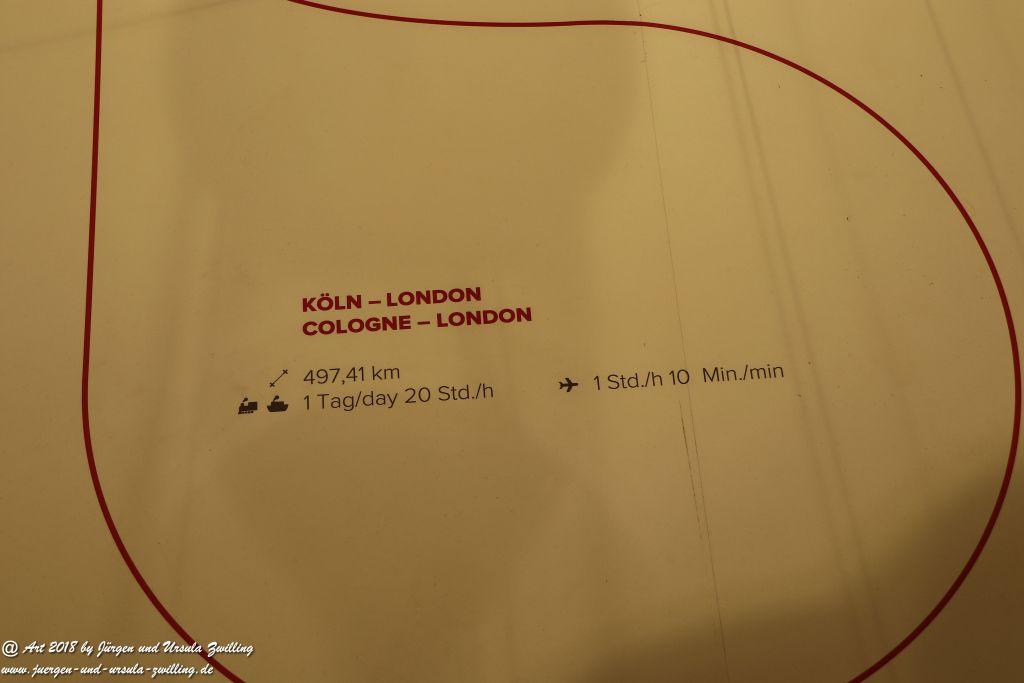 KÖLN – LONDON
COLOGNE – LONDON
497,41 km
1 Tag/day 20 Std./h
1 Std./h 10 Min./min
@ Art 2018 by Jürgen und Ursula Zwilling
www.juergen-und-ursula-zwilling.de